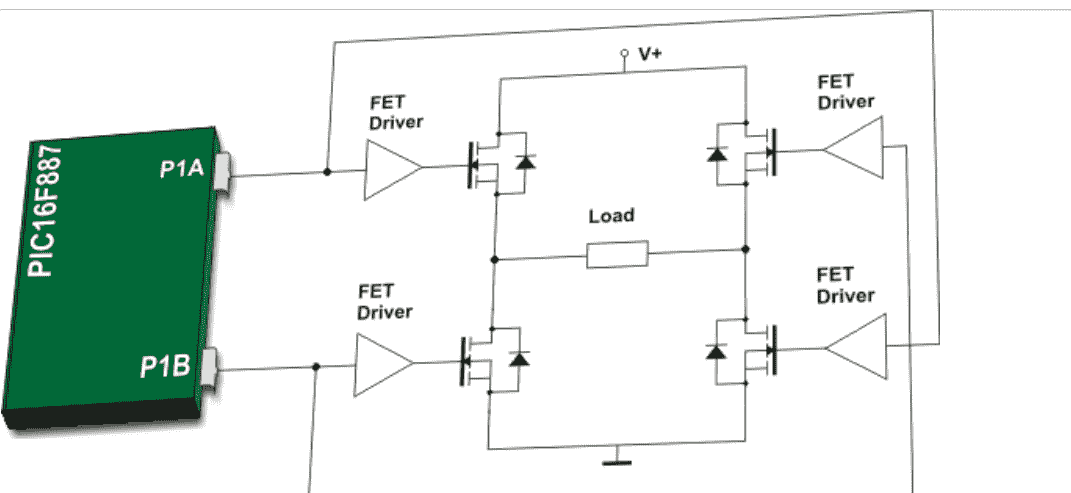 V+
FET
Driver
FET
Driver
P1A
PIC16F887
Load
FET
Driver
FET
Driver
P1B